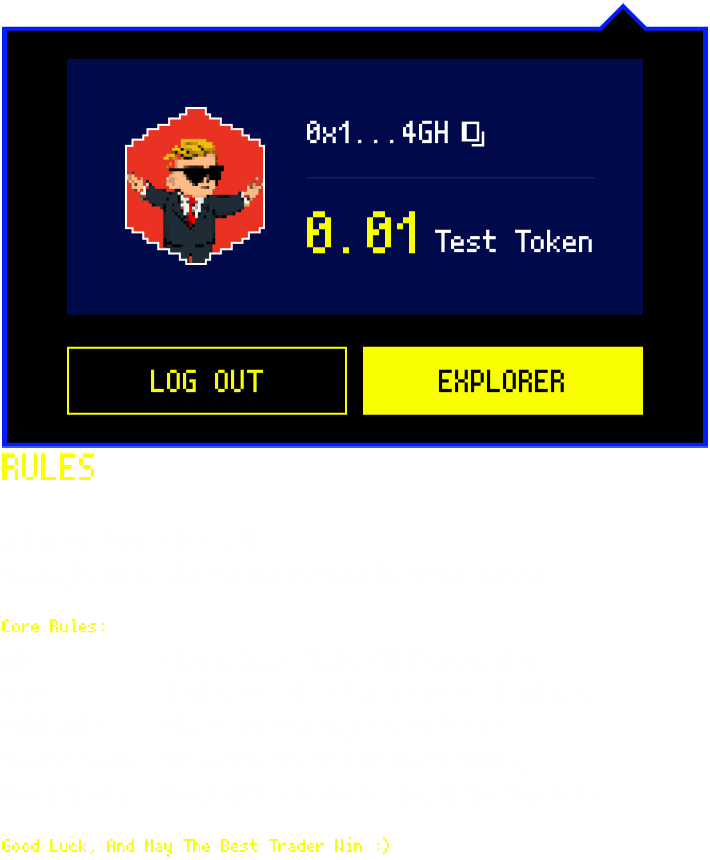 0x1...4GH
0.01 Test Token
LOG OUT
EXPLORER
RULES
Core Rules:
Good Luck, And May The Best Trader Win :)